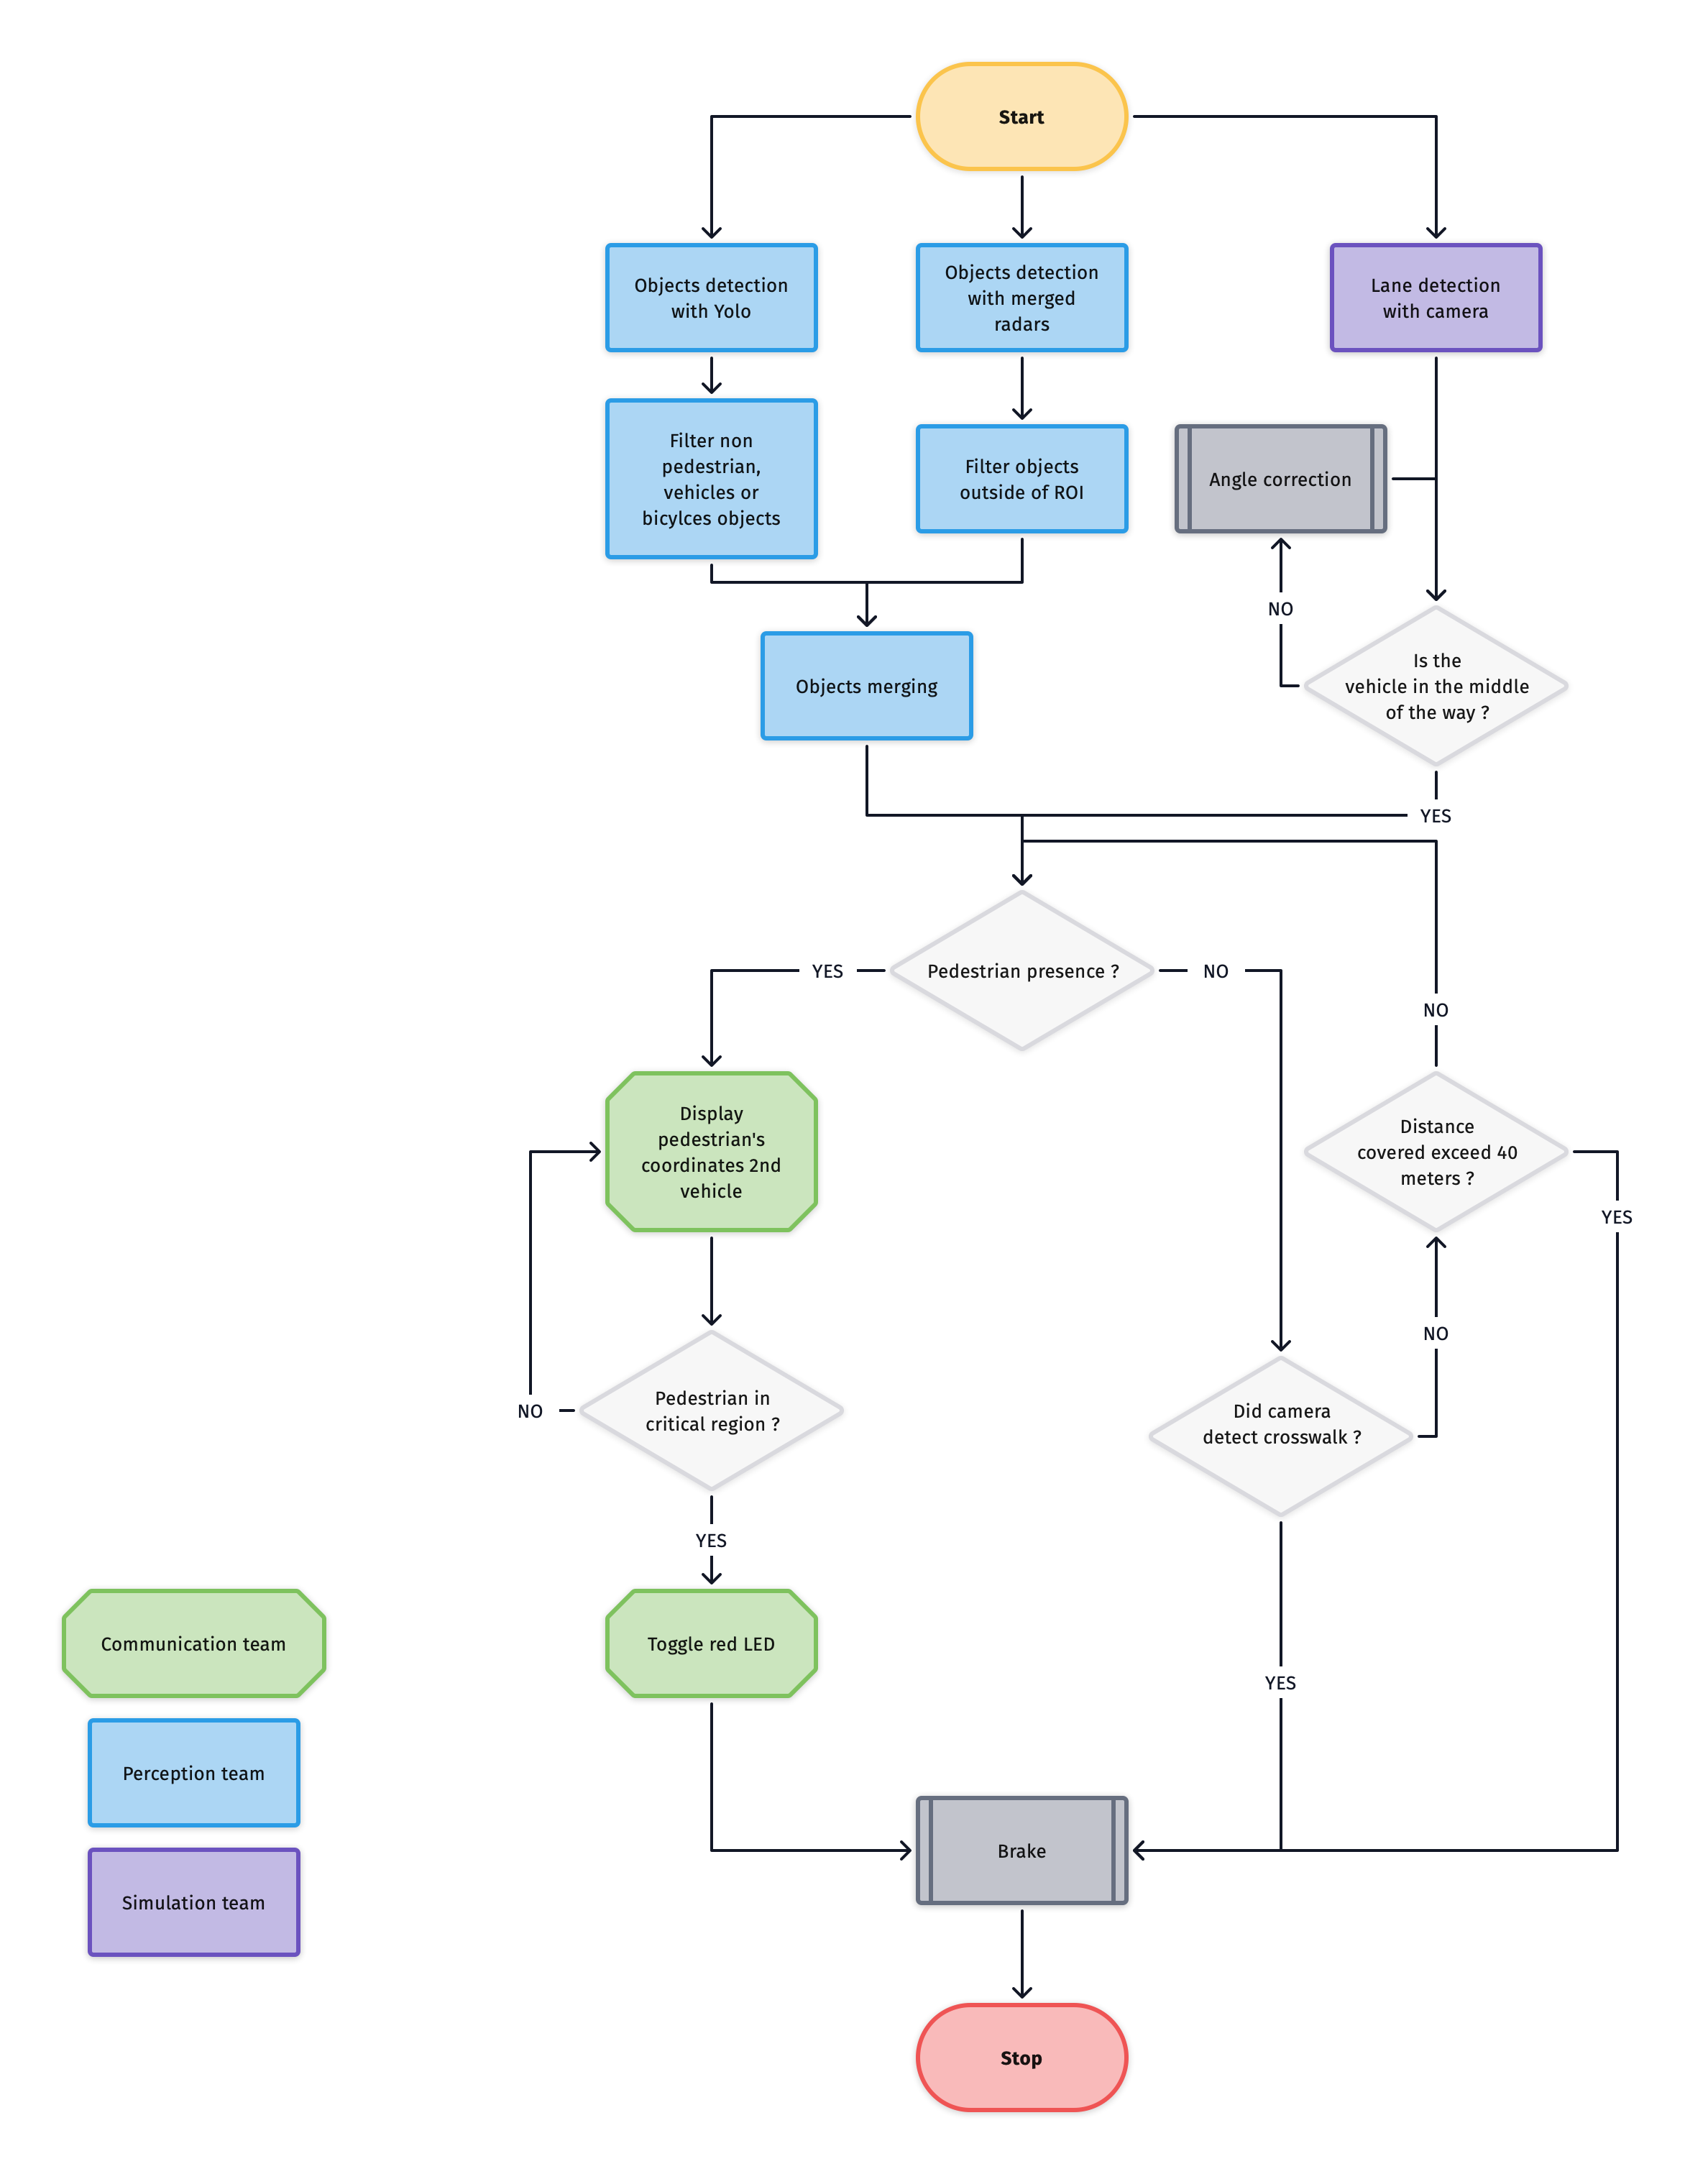 Start
Objects detection
with Yolo
Objects detection
with merged
radars
Lane detection
with camera
Filter non
pedestrian,
vehicles or
bicylces objects
Filter objects
outside of ROI
Angle correction
NO
Objects merging
Is the
vehicle in the middle
of the way ?
YES
Pedestrian presence ?
YES
NO
NO
Display
pedestrian's
coordinates 2nd
vehicle
Distance
covered exceed 40
meters ?
YES
NO
Pedestrian in
critical region ?
NO
Did camera
detect crosswalk ?
YES
Toggle red LED
YES
Communication team
Perception team
Simulation team
Brake
Stop